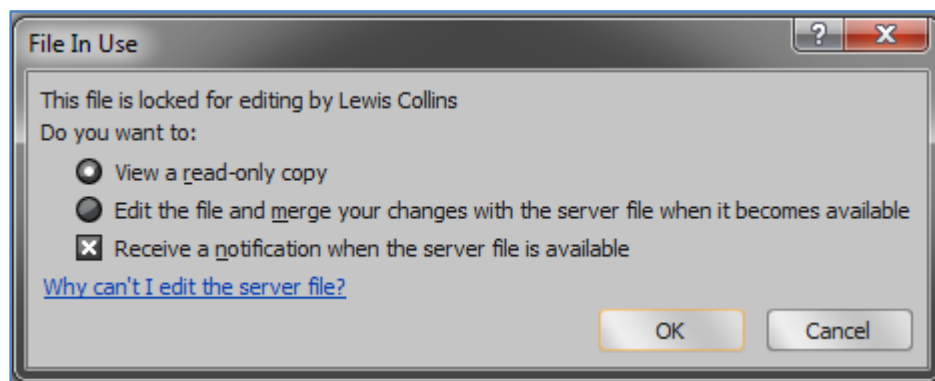 File In Use
?
X
This file is locked for editing by Lewis Collins
Do you want to:
View a read-only copy
Edit the file and merge your changes with the server file when it becomes available
Receive a notification when the server file is available
Why can't I edit the server file?
OK Cancel